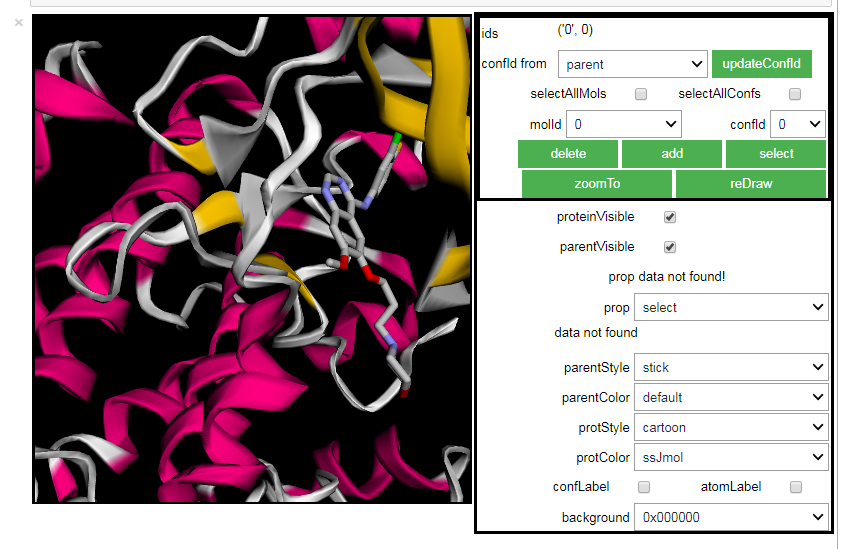 ids ('0', 0)
confId from parent updateConfId
selectAllMols selectAllConfs
molId 0 confId 0
delete add select
zoomTo reDraw
proteinVisible
parentVisible
prop data not found!
prop select
data not found
parentStyle stick
parentColor default
protStyle cartoon
protColor ssJmol
confLabel atomLabel
background 0x000000